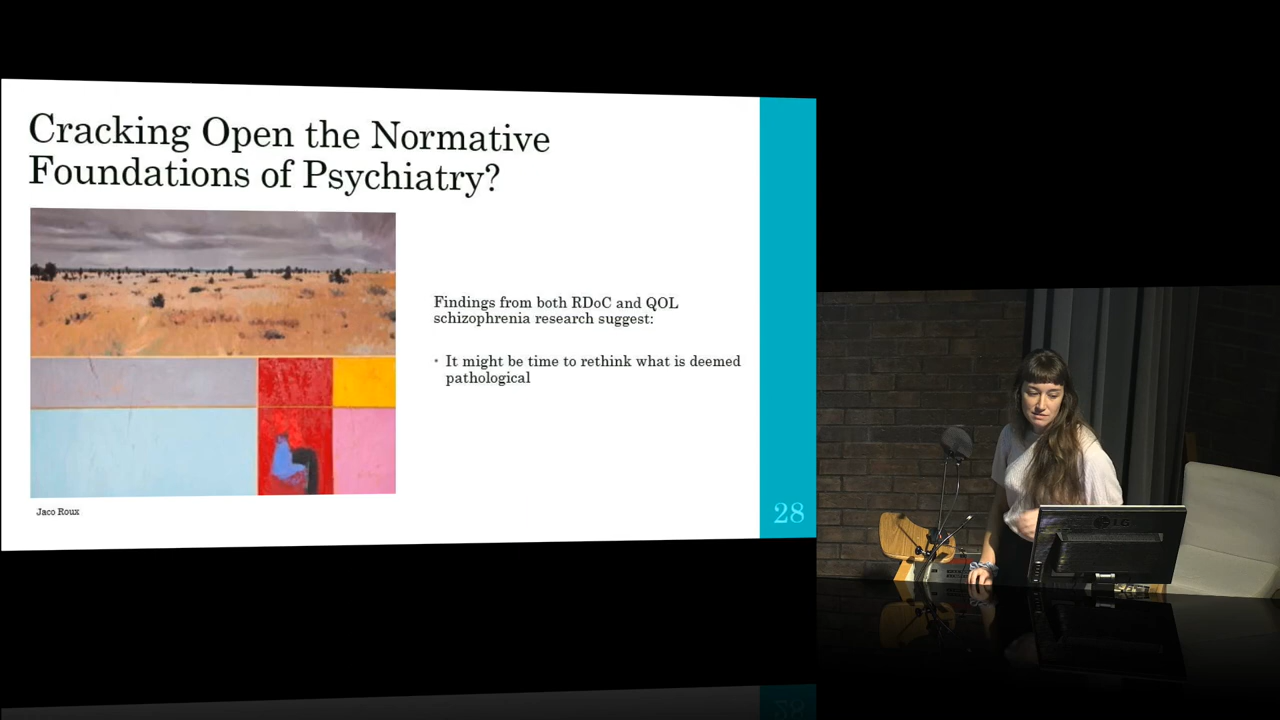 Cracking Open the Normative
Foundations of Psychiatry?
Findings from both RDoC and QOL
schizophrenia research suggest:
• It might be time to rethink what is deemed
pathological
Jaco Roux
28
LG